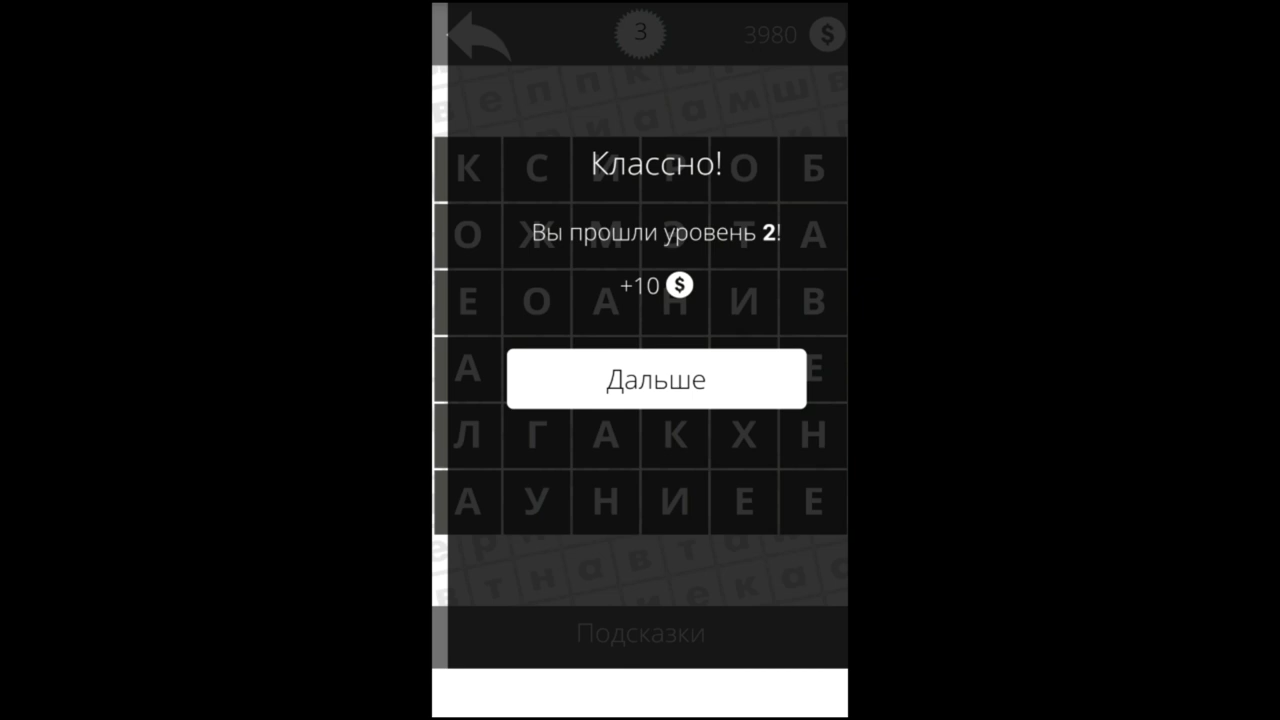 3 3980 $
Классно!
К С И Р О Б
Вы прошли уровень 2!
О Ж М Э Т А
+10 $
Е О А Н И В
Дальше
А Е
Л Г А К Х Н
А У Н И Е Е
Подсказки